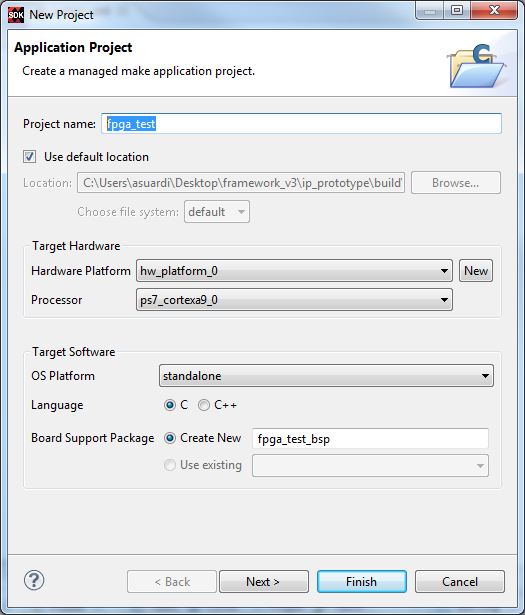 SDK New Project
Application Project
Create a managed make application project.
C
Project name: fpga_test
Use default location
Location: C:\Users\asuardi\Desktop\framework_v3\ip_prototype\build\ Browse...
Choose file system: default
Target Hardware
Hardware Platform hw_platform_0 New
Processor ps7_cortexa9_0
Target Software
OS Platform standalone
Language C C++
Board Support Package Create New fpga_test_bsp
Use existing
? < Back Next > Finish Cancel